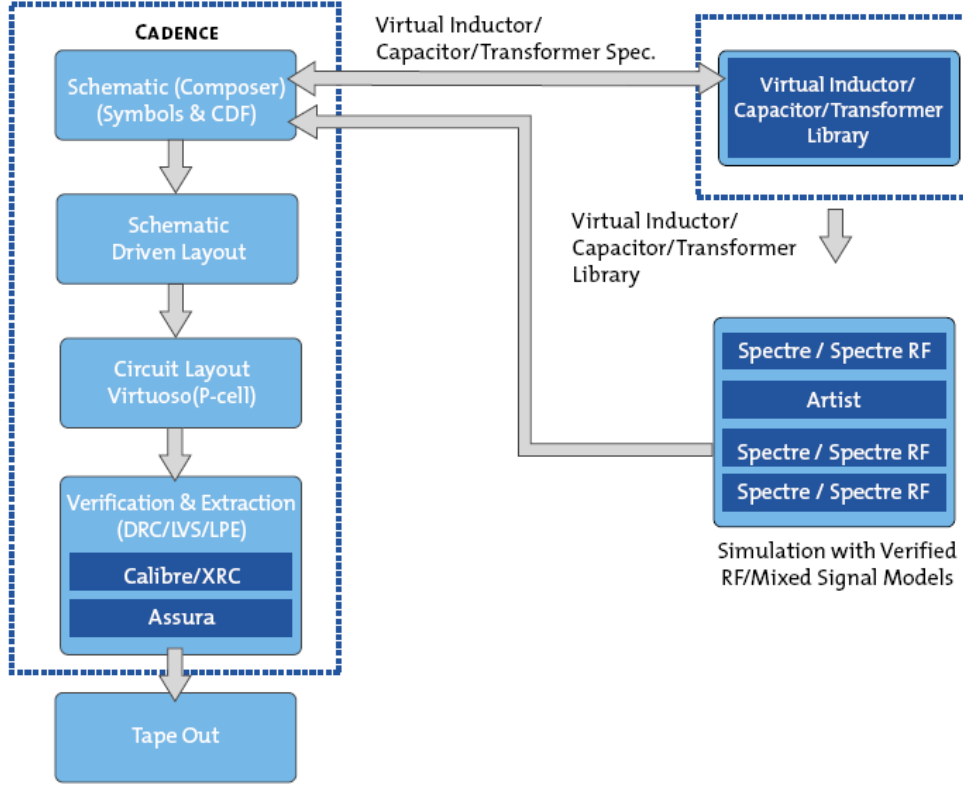 CADENCE
Schematic (Composer)
(Symbols & CDF)
Schematic
Driven Layout
Circuit Layout
Virtuoso(P-cell)
Verification & Extraction
(DRC/LVS/LPE)
Calibre/XRC
Assura
Tape Out
Virtual Inductor/
Capacitor/Transformer Spec.
Virtual Inductor/
Capacitor/Transformer
Library
Virtual Inductor/
Capacitor/Transformer
Library
Spectre / Spectre RF
Artist
Spectre / Spectre RF
Spectre / Spectre RF
Simulation with Verified
RF/Mixed Signal Models